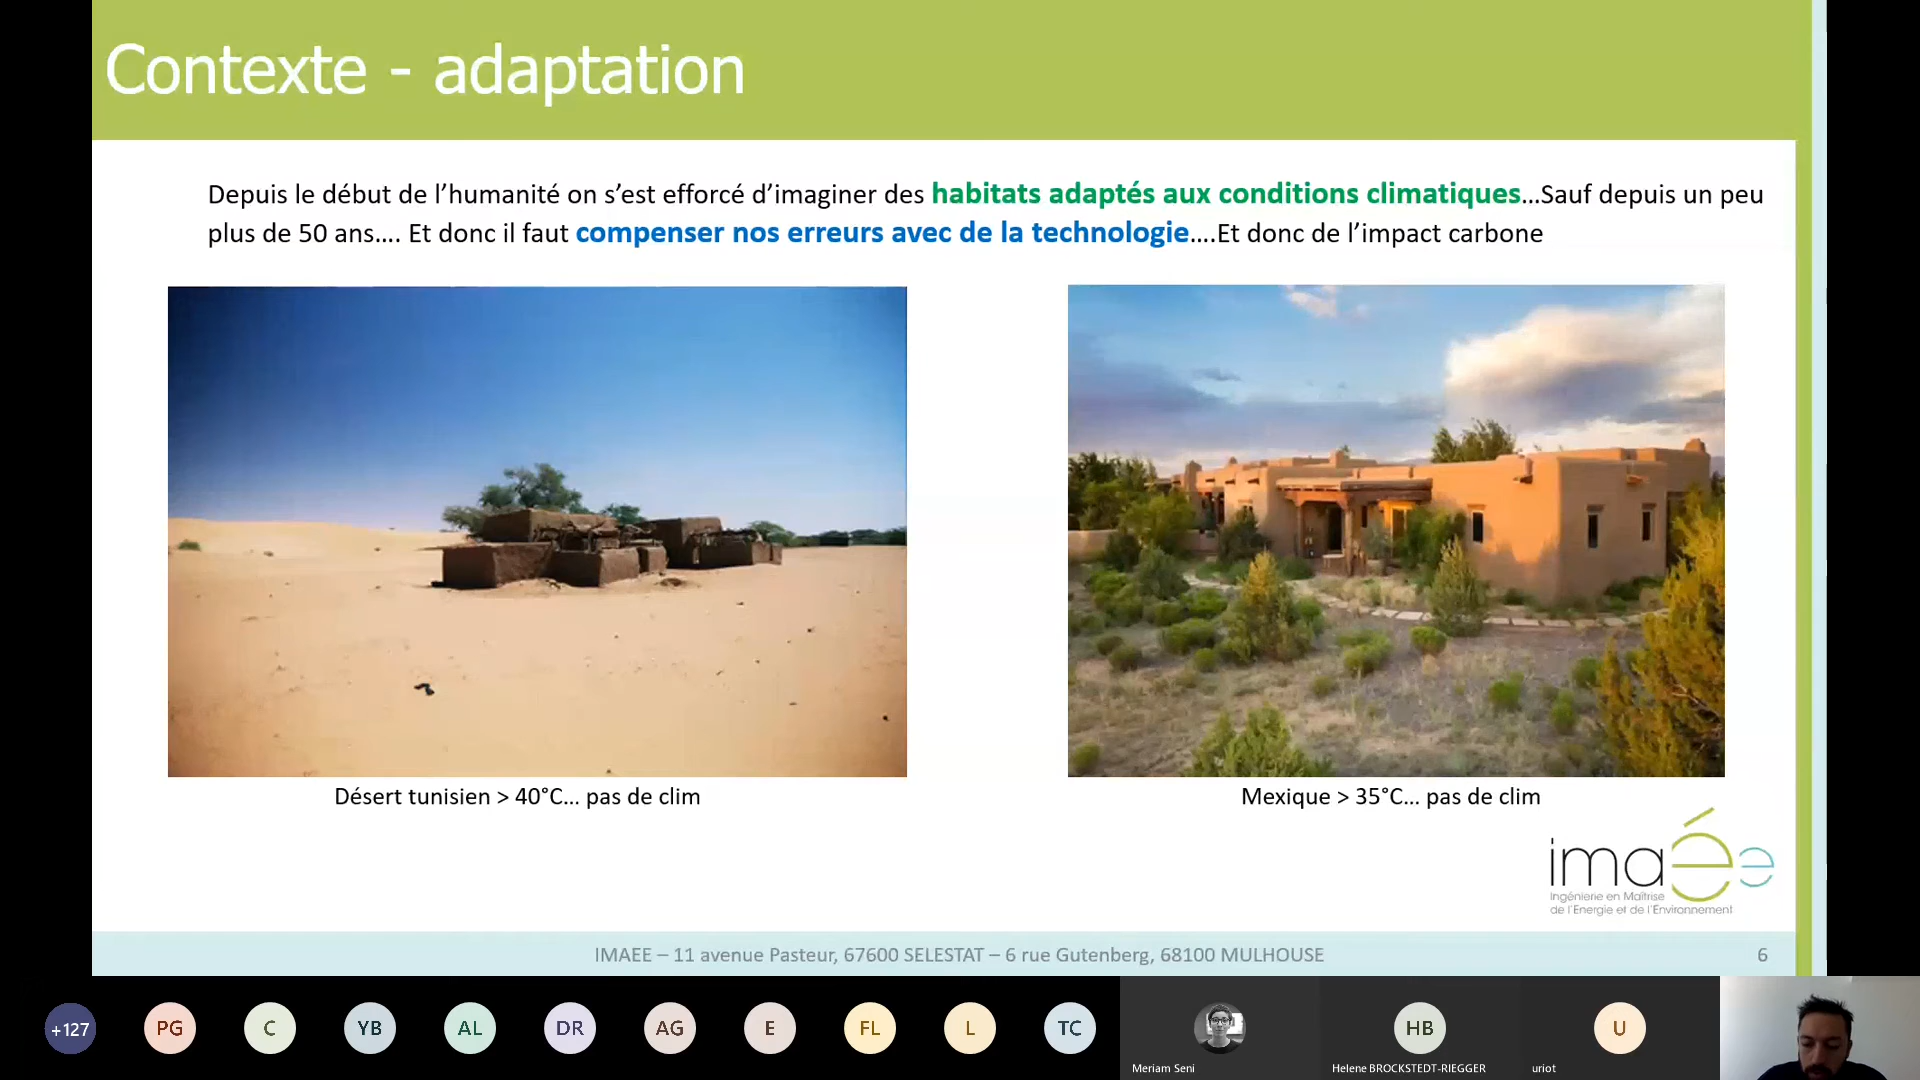 Contexte - adaptation
Depuis le début de l’humanité on s’est efforcé d’imaginer des habitats adaptés aux conditions climatiques...Sauf depuis un peu
plus de 50 ans.... Et donc il faut compenser nos erreurs avec de la technologie....Et donc de l’impact carbone
Désert tunisien > 40°C... pas de clim
Mexique > 35°C... pas de clim
imaÉe
Ingénierie en Maîtrise
de l’Energie et de l’Environnement
IMAEE – 11 avenue Pasteur, 67600 SELESTAT – 6 rue Gutenberg, 68100 MULHOUSE
6
+127
PG
C
YB
AL
DR
AG
E
FL
L
TC
Meriam Seni
HB
Helene BROCKSTEDT-RIEGGER
U
uriot